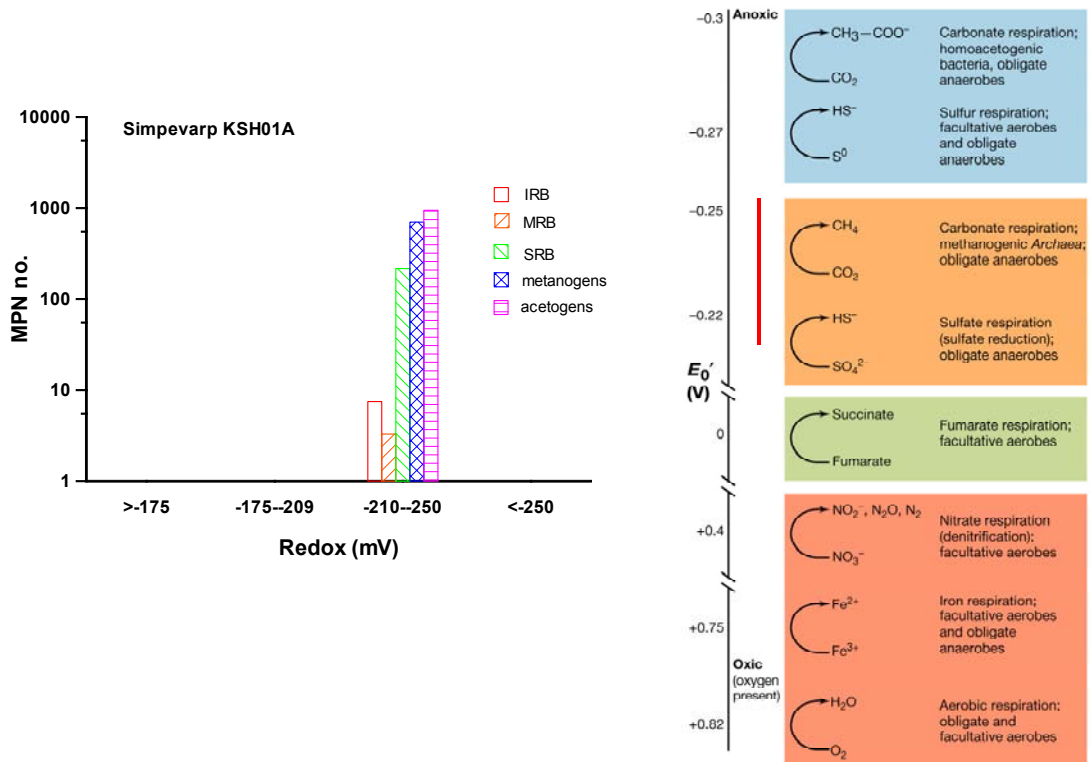 Simpevarp KSH01A
10000
1000
100
10
1
MPN no.
IRB
MRB
SRB
metanogens
acetogens
>-175
-175--209
-210--250
<-250
Redox (mV)
−0.3
Anoxic
−0.27
−0.25
−0.22
E0′
(V)
0
+0.4
+0.75
Oxic
(oxygen
present)
+0.82
CH3—COO−
CO2
Carbonate respiration;
homoacetogenic
bacteria, obligate
anaerobes
HS−
S0
Sulfur respiration;
facultative aerobes
and obligate
anaerobes
CH4
CO2
Carbonate respiration;
methanogenic Archaea;
obligate anaerobes
HS−
SO42−
Sulfate respiration
(sulfate reduction);
obligate anaerobes
Succinate
Fumarate
Fumarate respiration;
facultative aerobes
NO2−, N2O, N2
NO3−
Nitrate respiration
(denitrification);
facultative aerobes
Fe2+
Fe3+
Iron respiration;
facultative aerobes
and obligate
anaerobes
H2O
O2
Aerobic respiration;
obligate and
facultative aerobes